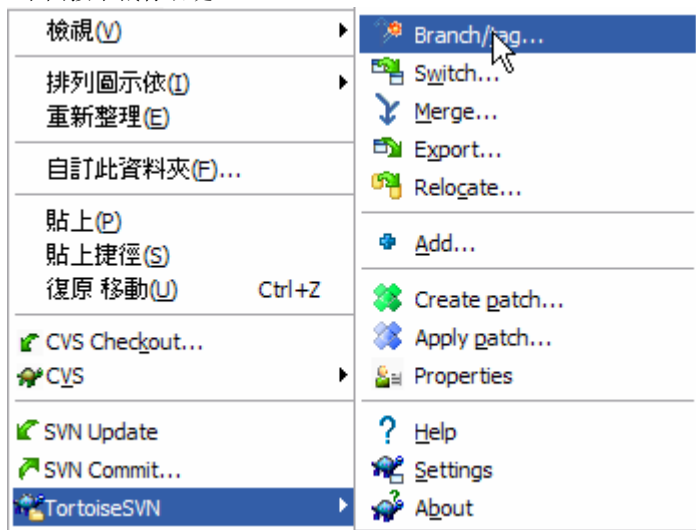 檢視(V)
排列圖示依(I)
重新整理(E)
自訂此資料夾(F)...
貼上(P)
貼上捷徑(S)
復原 移動(U) Ctrl+Z
CVS Checkout...
CVS
SVN Update
SVN Commit...
TortoiseSVN
Branch/tag...
Switch...
Merge...
Export...
Relocate...
Add...
Create patch...
Apply patch...
Properties
Help
Settings
About